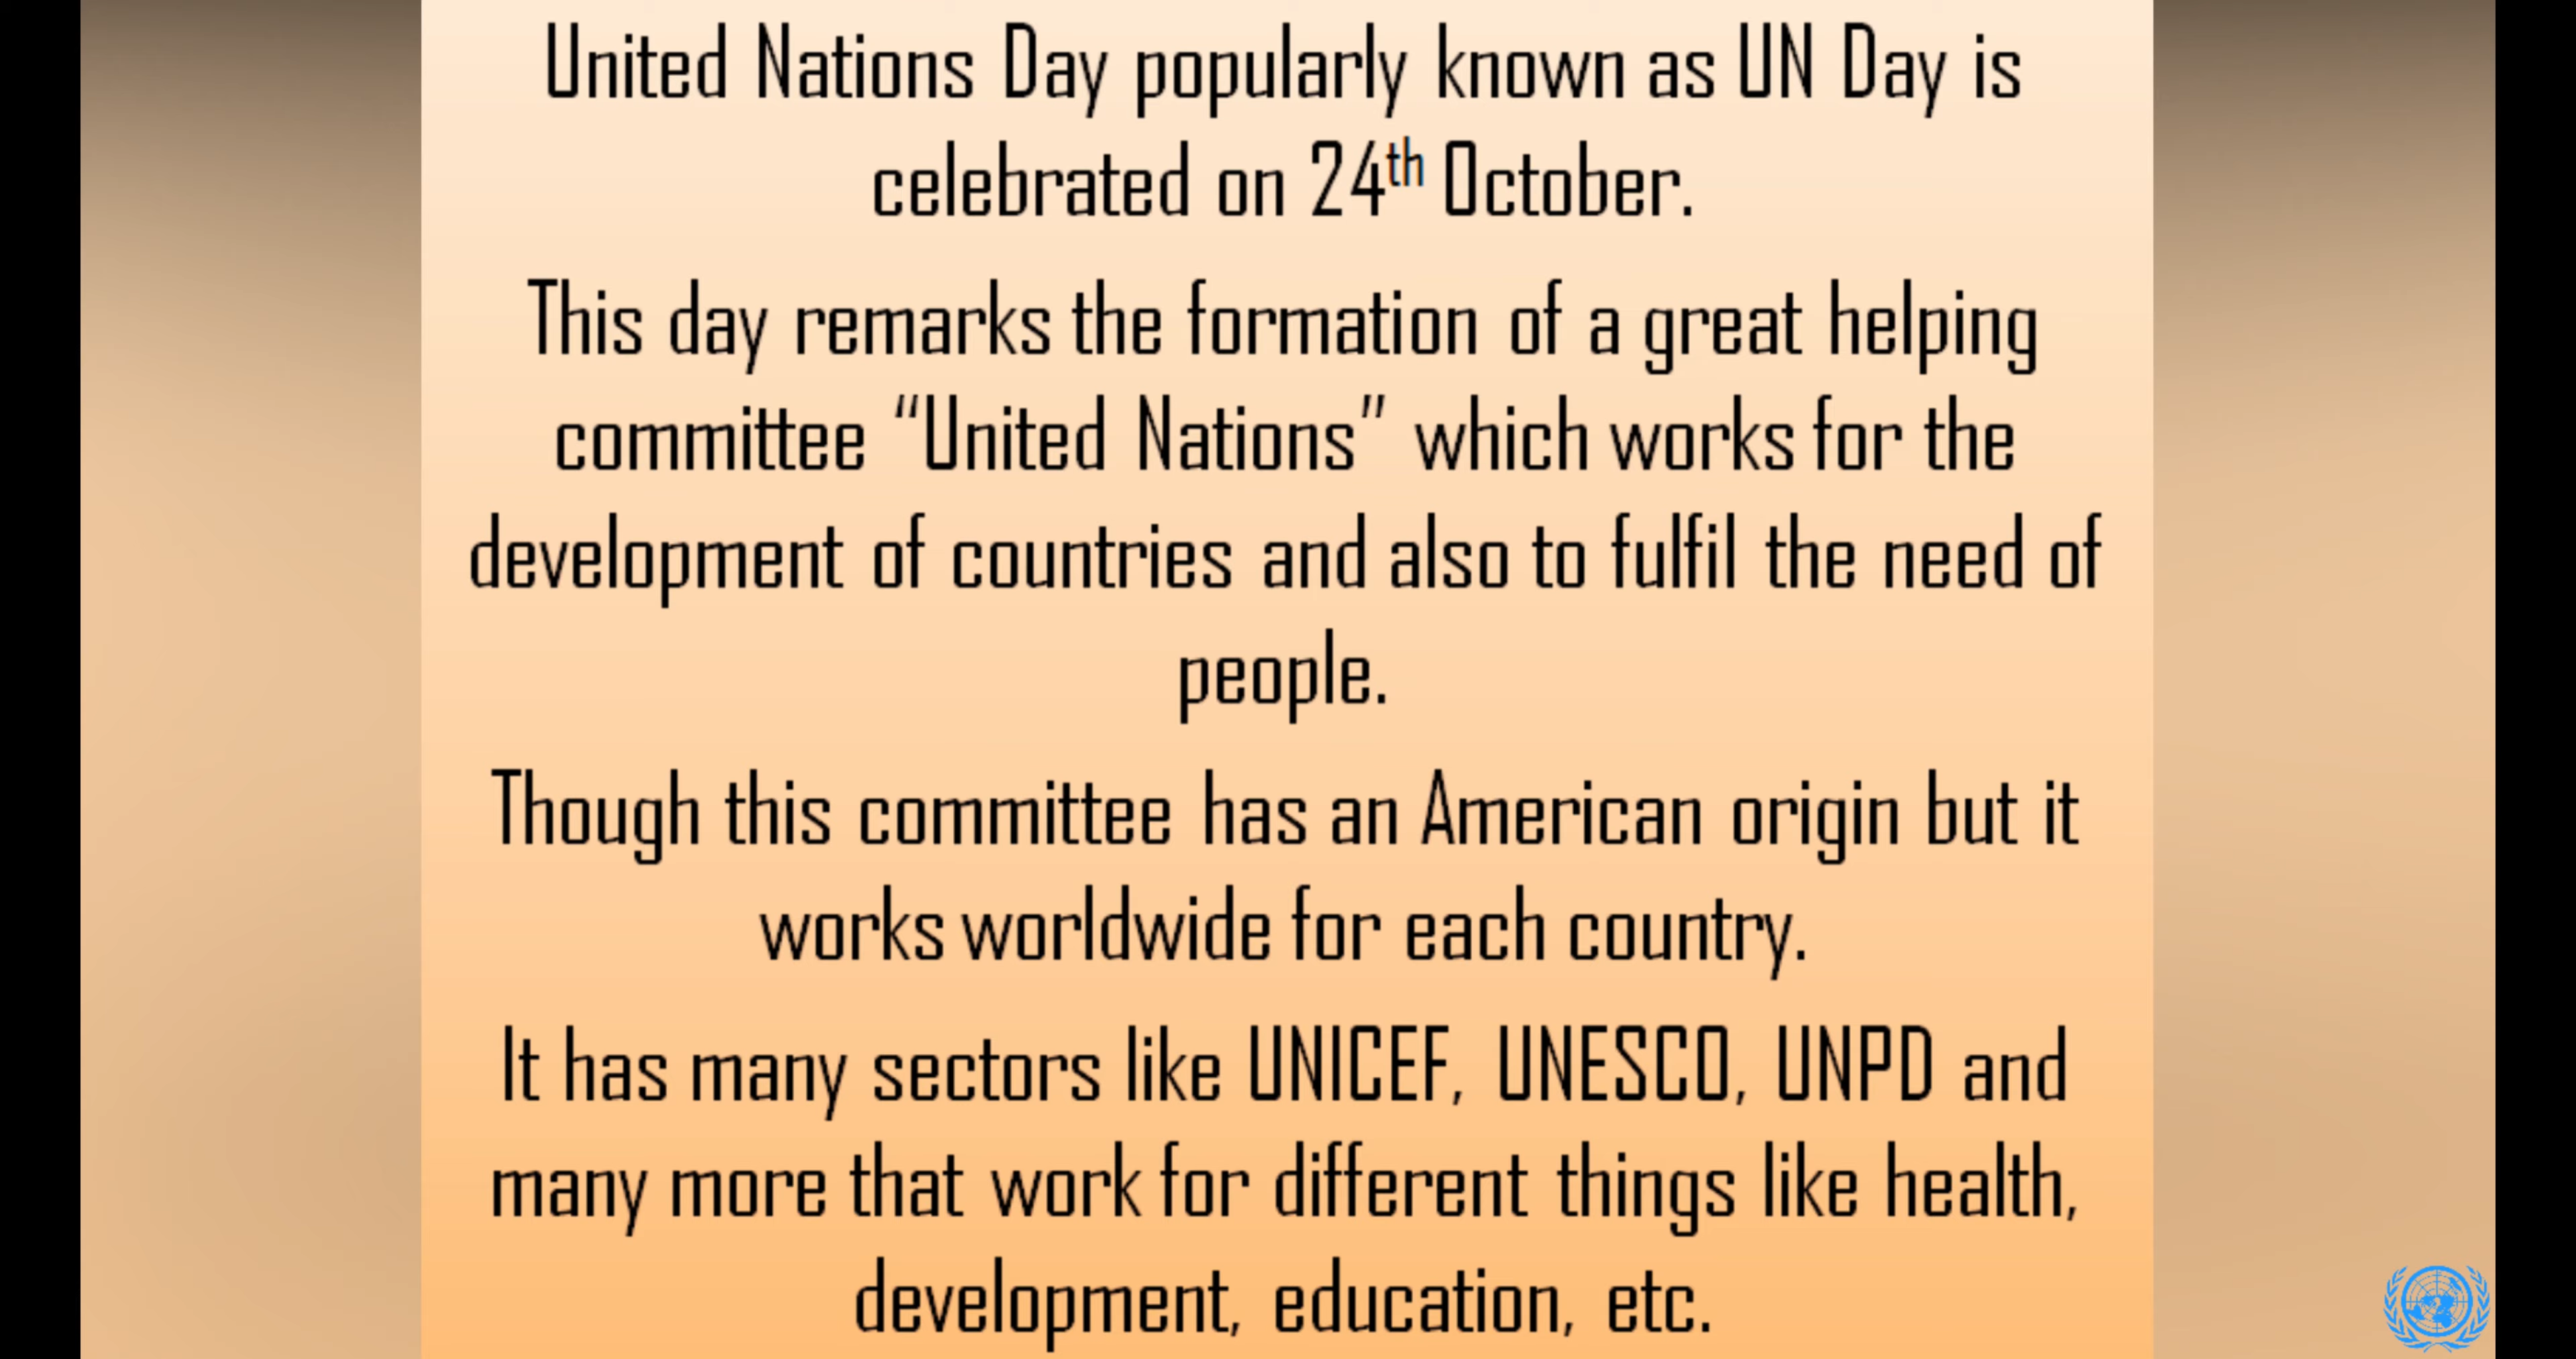 United Nations Day popularly known as UN Day is
celebrated on 24th October.
This day remarks the formation of a great helping
committee “United Nations” which works for the
development of countries and also to fulfil the need of
people.
Though this committee has an American origin but it
works worldwide for each country.
It has many sectors like UNICEF, UNESCO, UNPD and
many more that work for different things like health,
development, education, etc.